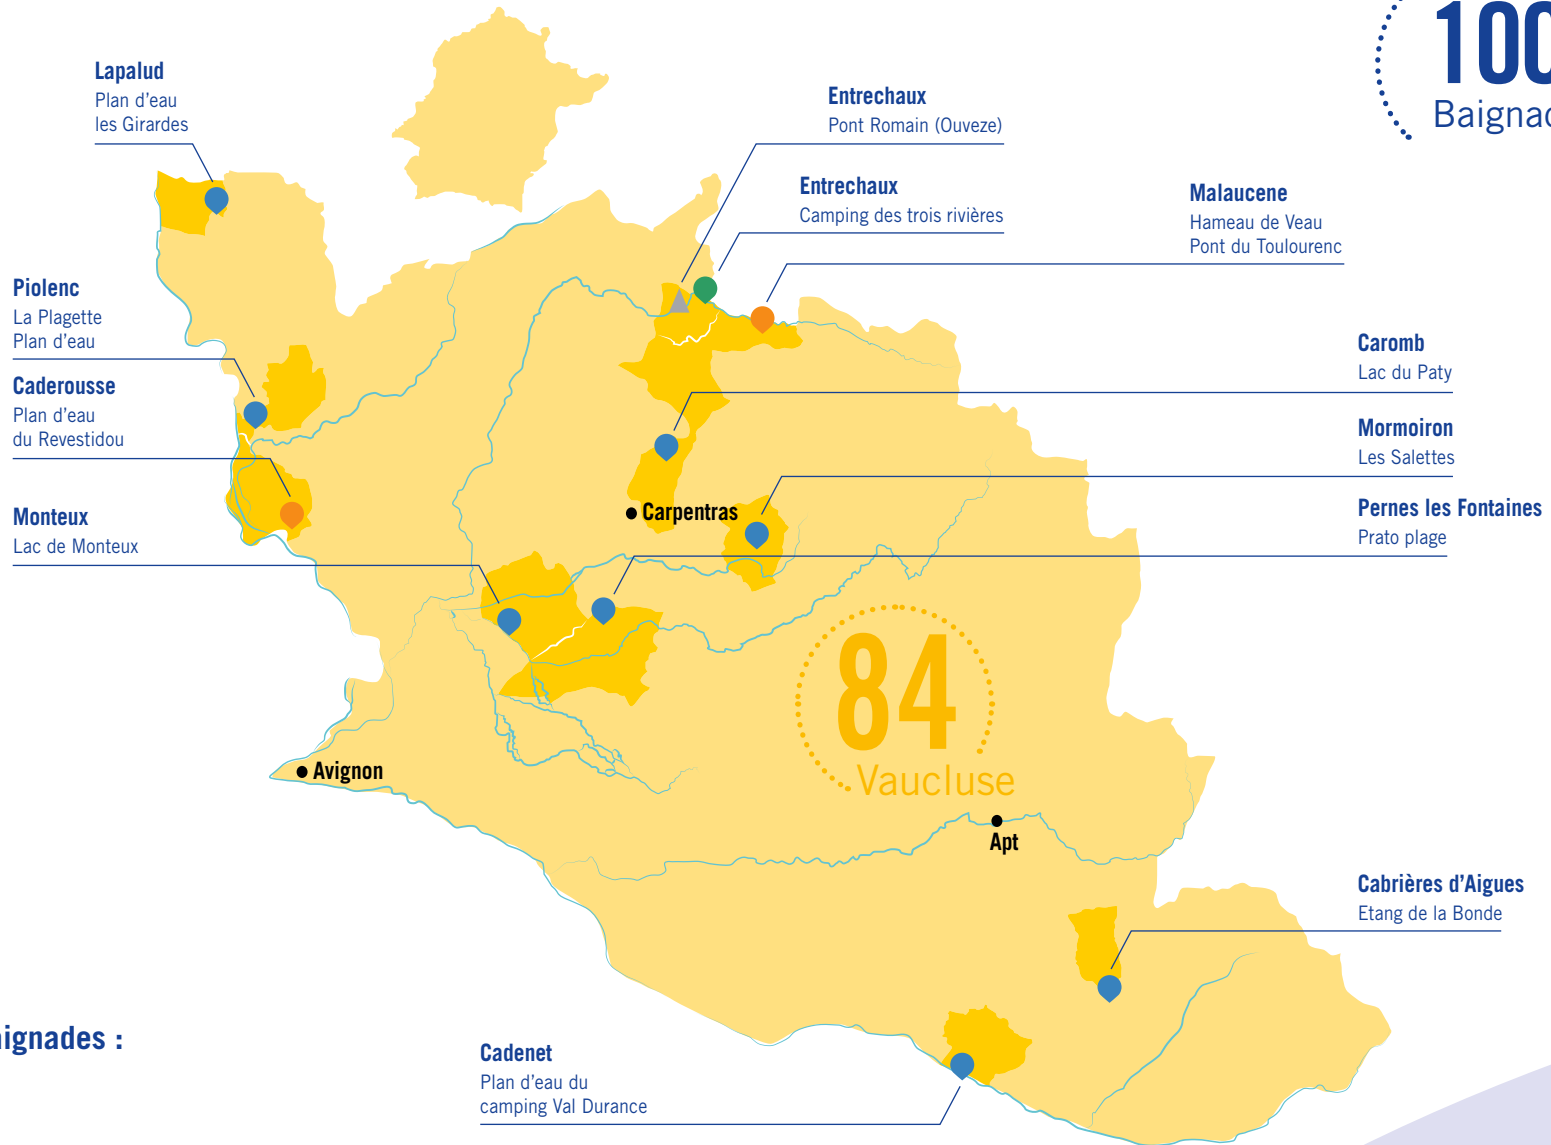 100
Lapalud
Plan d'eau
les Girardes
Entrechaux
Pont Romain (Ouveze)
Entrechaux
Camping des trois rivières
Malaucene
Hameau de Veau
Pont du Toulourenc
Piolenc
La Plagette
Plan d'eau
Caderousse
Plan d'eau
du Revestidou
Monteux
Lac de Monteux
Caromb
Lac du Paty
Mormoiron
Les Salettes
Pernes les Fontaines
Prato plage
Carpentras
84
Vaucluse
Avignon
Apt
Cabrières d'Aigues
Etang de la Bonde
Cadenet
Plan d'eau du
camping Val Durance